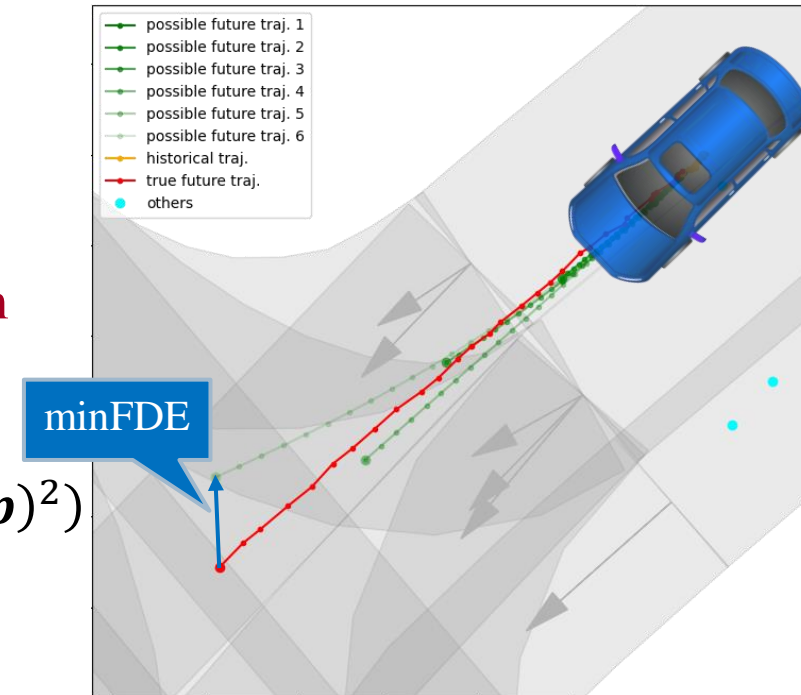 possible future traj. 1
possible future traj. 2
possible future traj. 3
possible future traj. 4
possible future traj. 5
possible future traj. 6
historical traj.
true future traj.
others
n
minFDE
𝒑)²)